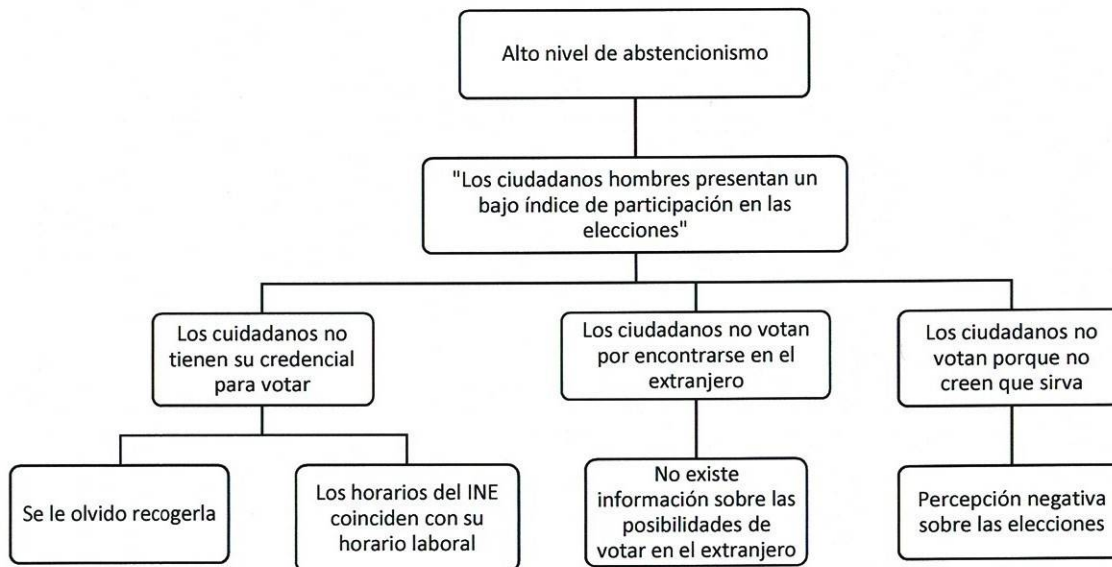 Alto nivel de abstencionismo
"Los ciudadanos hombres presentan un
bajo índice de participación en las
elecciones"
Los cuidadanos no
tienen su credencial
para votar
Los ciudadanos no votan
por encontrarse en el
extranjero
Los ciudadanos no
votan porque no
creen que sirva
Se le olvido recogerla
Los horarios del INE
coinciden con su
horario laboral
No existe
información sobre las
posibilidades de
votar en el extranjero
Percepción negativa
sobre las elecciones